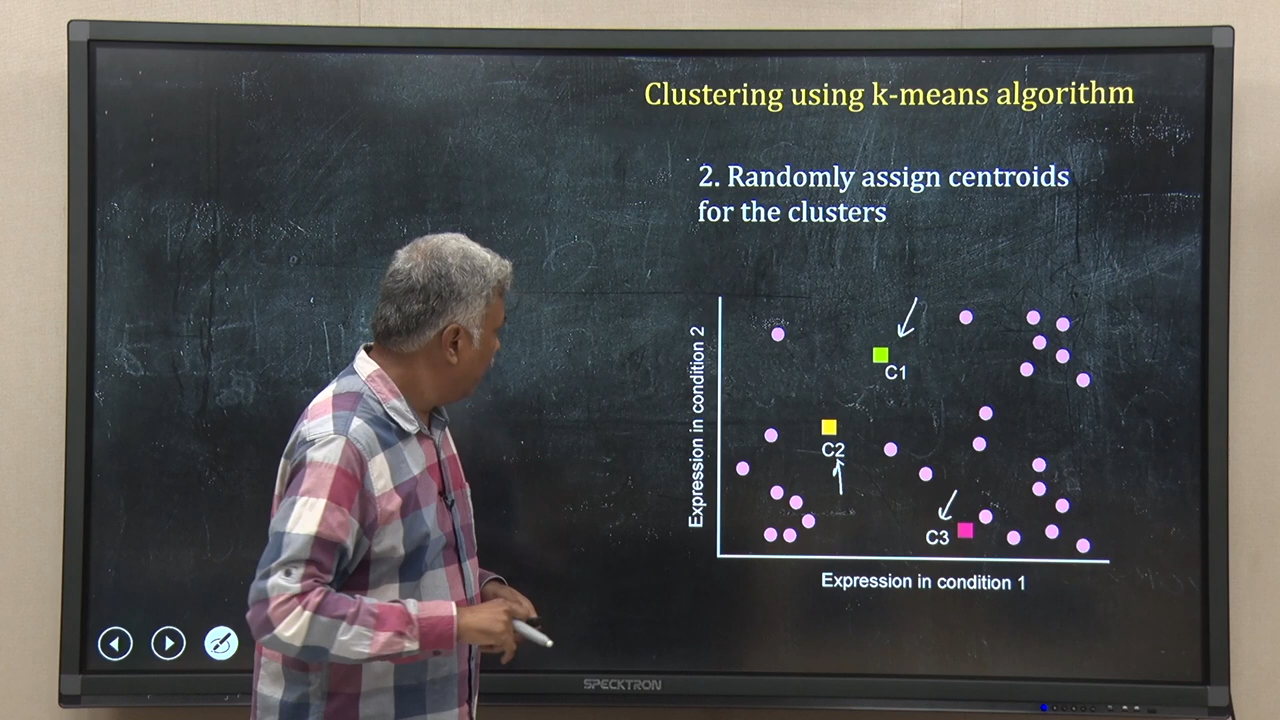 Clustering using k-means algorithm
2. Randomly assign centroids
for the clusters
Expression in condition 2
C1
C2
C3
Expression in condition 1
SPECKTRON